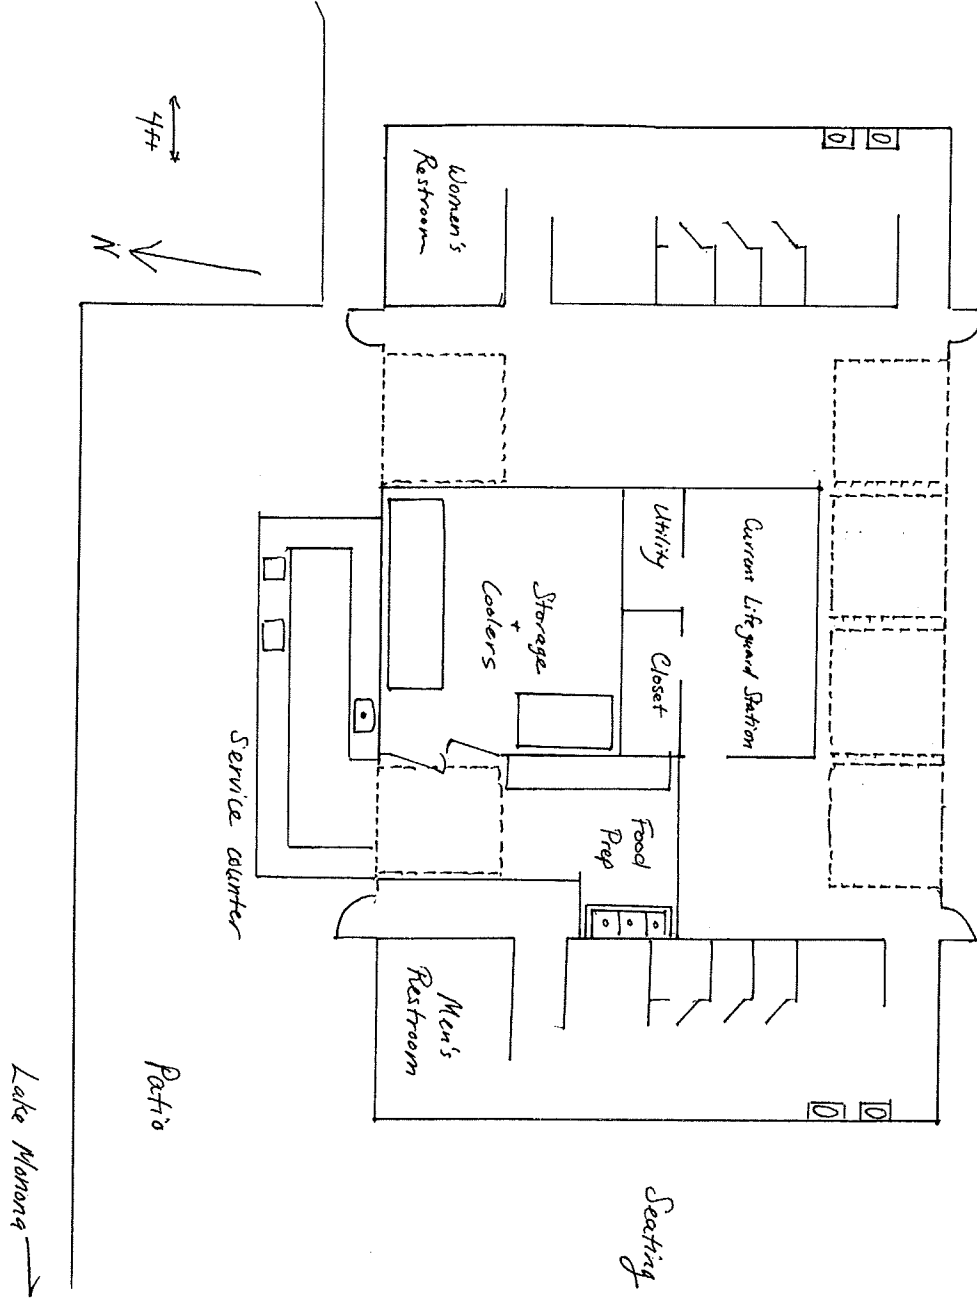 4ft
N
Women's
Restroom
Utility
Current Lifeguard Station
Storage
+
Coolers
Closet
Service counter
Food
Prep
Men's
Restroom
Patio
Seating
Lake Monona